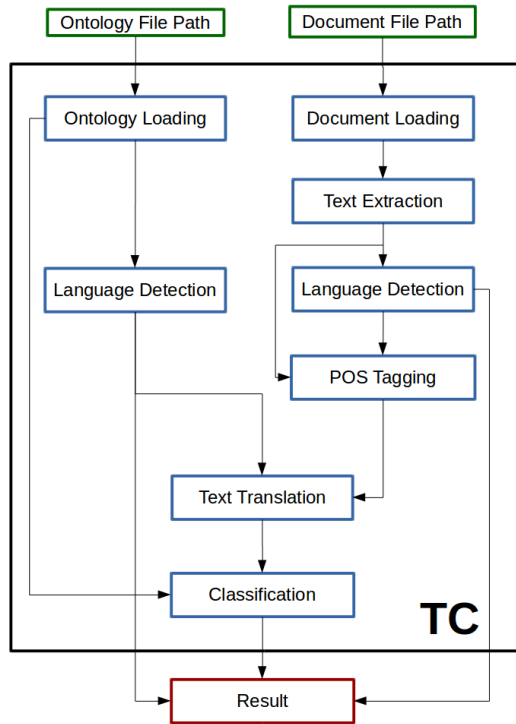 Ontology File Path
Document File Path
Ontology Loading
Document Loading
Text Extraction
Language Detection
Language Detection
POS Tagging
Text Translation
Classification
TC
Result